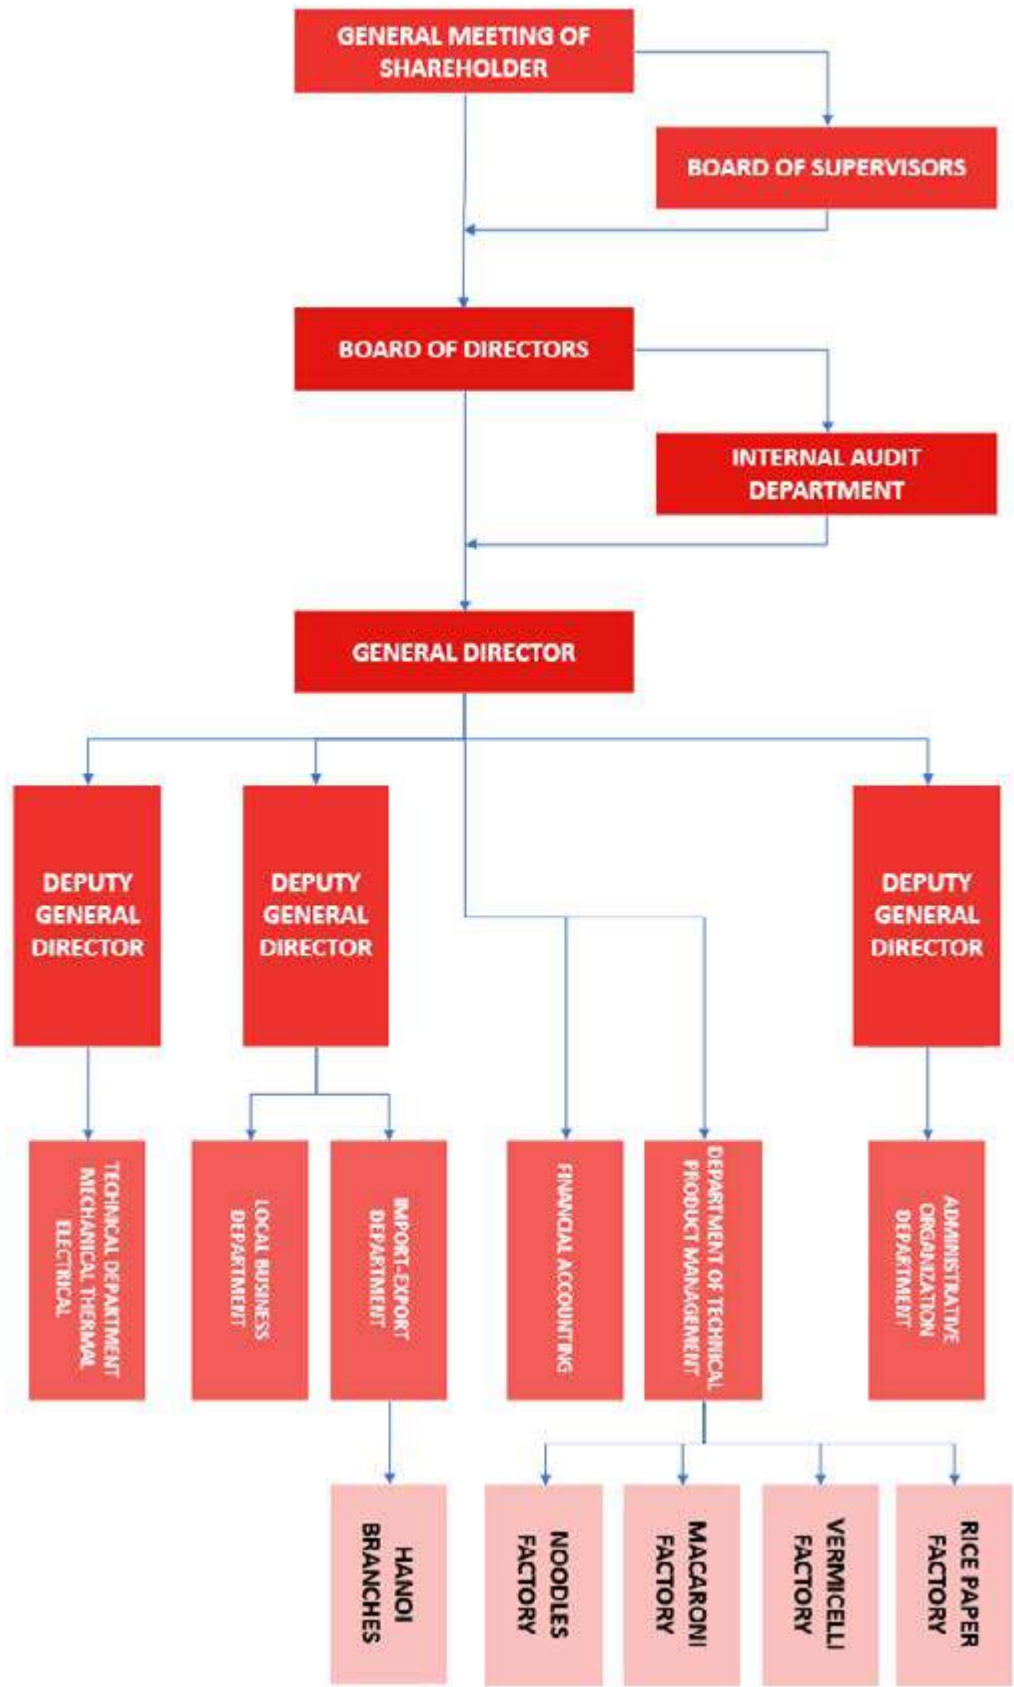 GENERAL MEETING OF
SHAREHOLDER
BOARD OF SUPERVISORS
BOARD OF DIRECTORS
INTERNAL AUDIT
DEPARTMENT
GENERAL DIRECTOR
DEPUTY
GENERAL
DIRECTOR
DEPUTY
GENERAL
DIRECTOR
DEPUTY
GENERAL
DIRECTOR
TECHNICAL DEPARTMENT
MECHANICAL THERMAL
ELECTRICAL
LOCAL BUSINESS
DEPARTMENT
IMPORT-EXPORT
DEPARTMENT
FINANCIAL ACCOUNTING
DEPARTMENT OF TECHNICAL
PRODUCT MANAGEMENT
ADMINISTRATIVE
ORGANIZATION
DEPARTMENT
HANOI
BRANCHES
NOODLES
FACTORY
MACARONI
FACTORY
VERMICELLI
FACTORY
RICE PAPER
FACTORY